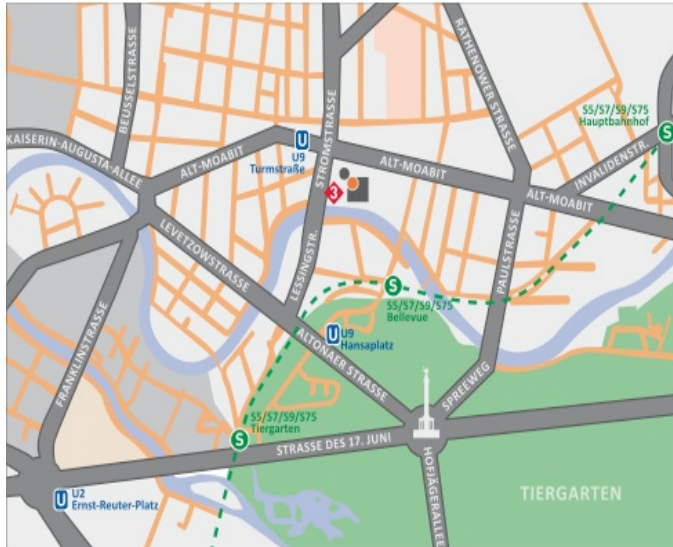 BEUSSELSTRASSE
RATHENOWER STRASSE
S5/S7/S9/S75
Hauptbahnhof
S
KAISERIN-AUGUSTA-ALLEE
ALT-MOABIT
U
U9
Turmstraße
STROMSTRASSE
ALT-MOABIT
INVALIDENSTR.
ALT-MOABIT
3
LEVETZOWSTRASSE
LESSINGSTR.
PAULSTRASSE
S
S5/S7/S9/S75
Bellevue
U
U9
Hansaplatz
FRANKLINSTRASSE
ALTONAER STRASSE
SPREEWEG
S5/S7/S9/S75
Tiergarten
S
STRASSE DES 17. JUNI
HOFJÄGERALLEE
TIERGARTEN
U
U2
Ernst-Reuter-Platz